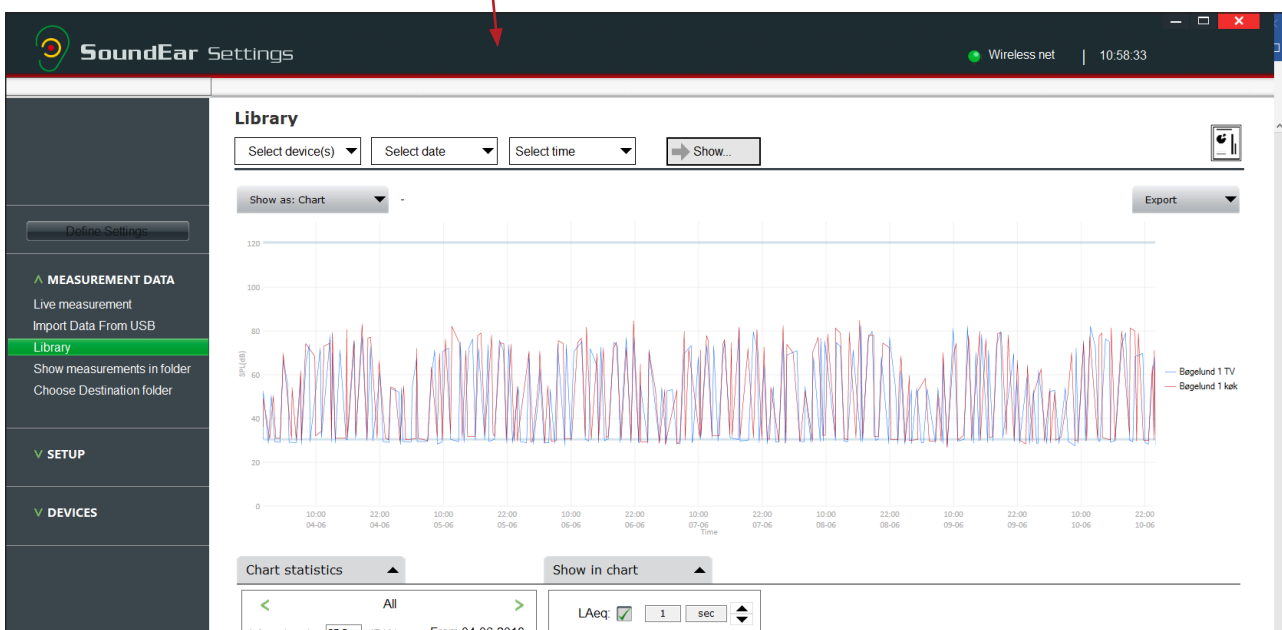 SoundEar Settings
Wireless net | 10:58:33
Library
Select device(s) Select date Select time Show...
Show as: Chart - Export
Define Settings
MEASUREMENT DATA
Live measurement
Import Data From USB
Library
Show measurements in folder
Choose Destination folder
SETUP
DEVICES
120
100
80
60
40
20
0
SPL[dB]
10:00 22:00 10:00 22:00 10:00 22:00 10:00 22:00 10:00 22:00 10:00 22:00 10:00 22:00
04-06 04-06 05-06 05-06 06-06 06-06 07-06 07-06 08-06 08-06 09-06 09-06 10-06 10-06
Time
Bøgelund 1 TV
Bøgelund 1 køk
Chart statistics Show in chart
< All >
LAeq: 1 sec